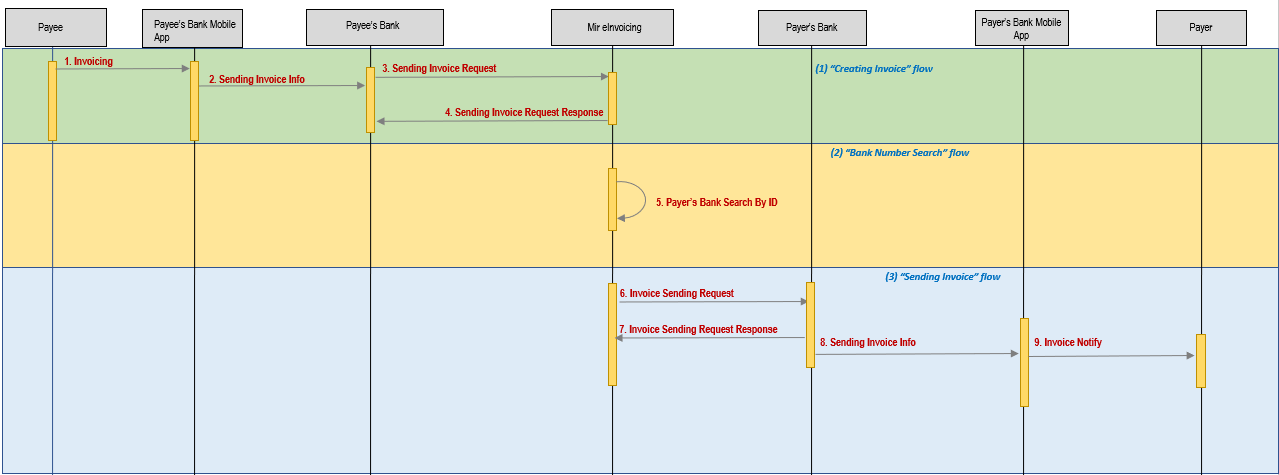 Payee
Payee's Bank Mobile
App
Payee's Bank
Mir eInvoicing
Payer's Bank
Payer's Bank Mobile
App
Payer
1. Invoicing
2. Sending Invoice Info
3. Sending Invoice Request
4. Sending Invoice Request Response
(1) "Creating Invoice" flow
(2) "Bank Number Search" flow
5. Payer's Bank Search By ID
(3) "Sending Invoice" flow
6. Invoice Sending Request
7. Invoice Sending Request Response
8. Sending Invoice Info
9. Invoice Notify